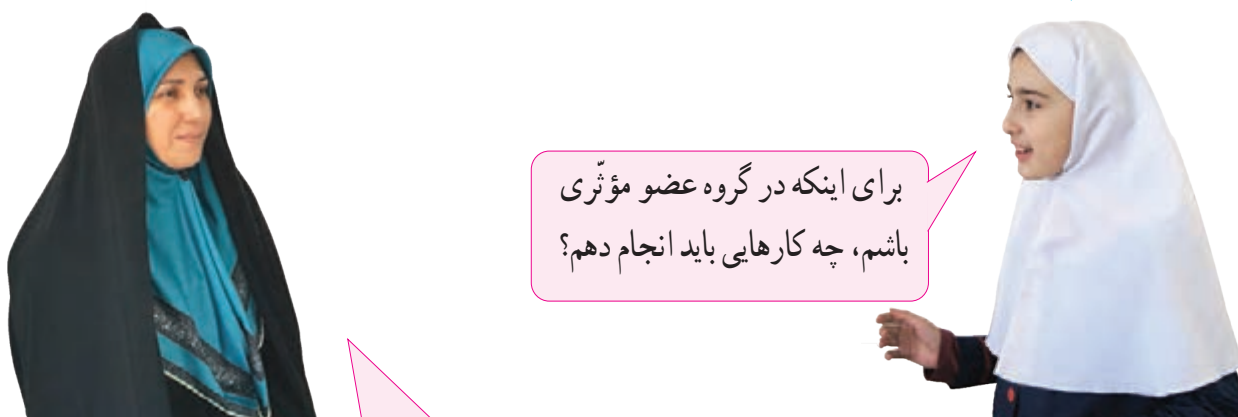 برای اینکه در گروه عضو مؤثّری
باشم، چه کارهایی باید انجام دهم؟